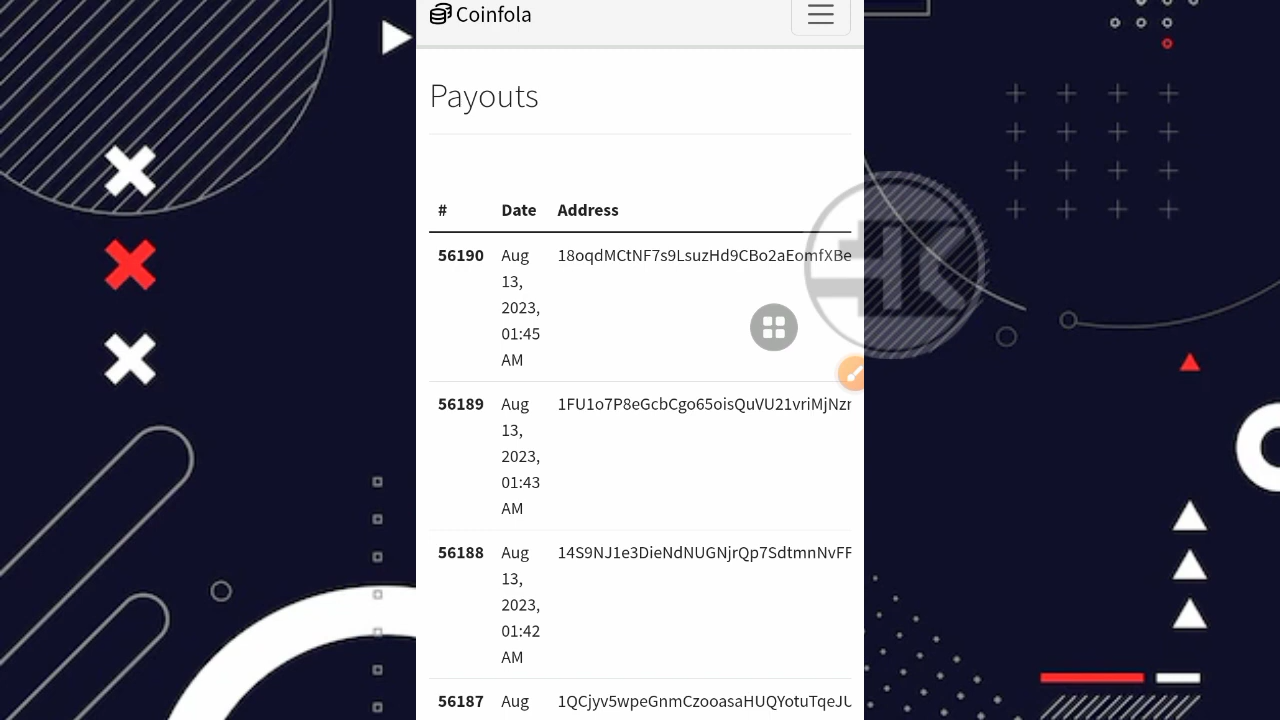 Coinfola
Payouts
# Date Address
56190 Aug 18oqdMCtNF7s9LsuzHd9CBo2aEomfXBe
13,
2023,
01:45
AM
56189 Aug 1FU1o7P8eGcbCgo65oisQuVU21vriMjNzr
13,
2023,
01:43
AM
56188 Aug 14S9NJ1e3DieNdNUGNjrQp7SdtmnNvFF
13,
2023,
01:42
AM
56187 Aug 1QCjyv5wpeGnmCzooasaHUQYotuTqeJU